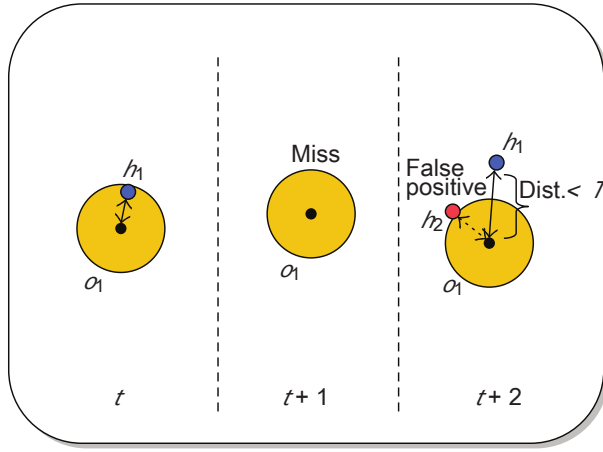 h1
o1
t
Miss
o1
t + 1
h1
False
positive
Dist. <
h2
o1
t + 2